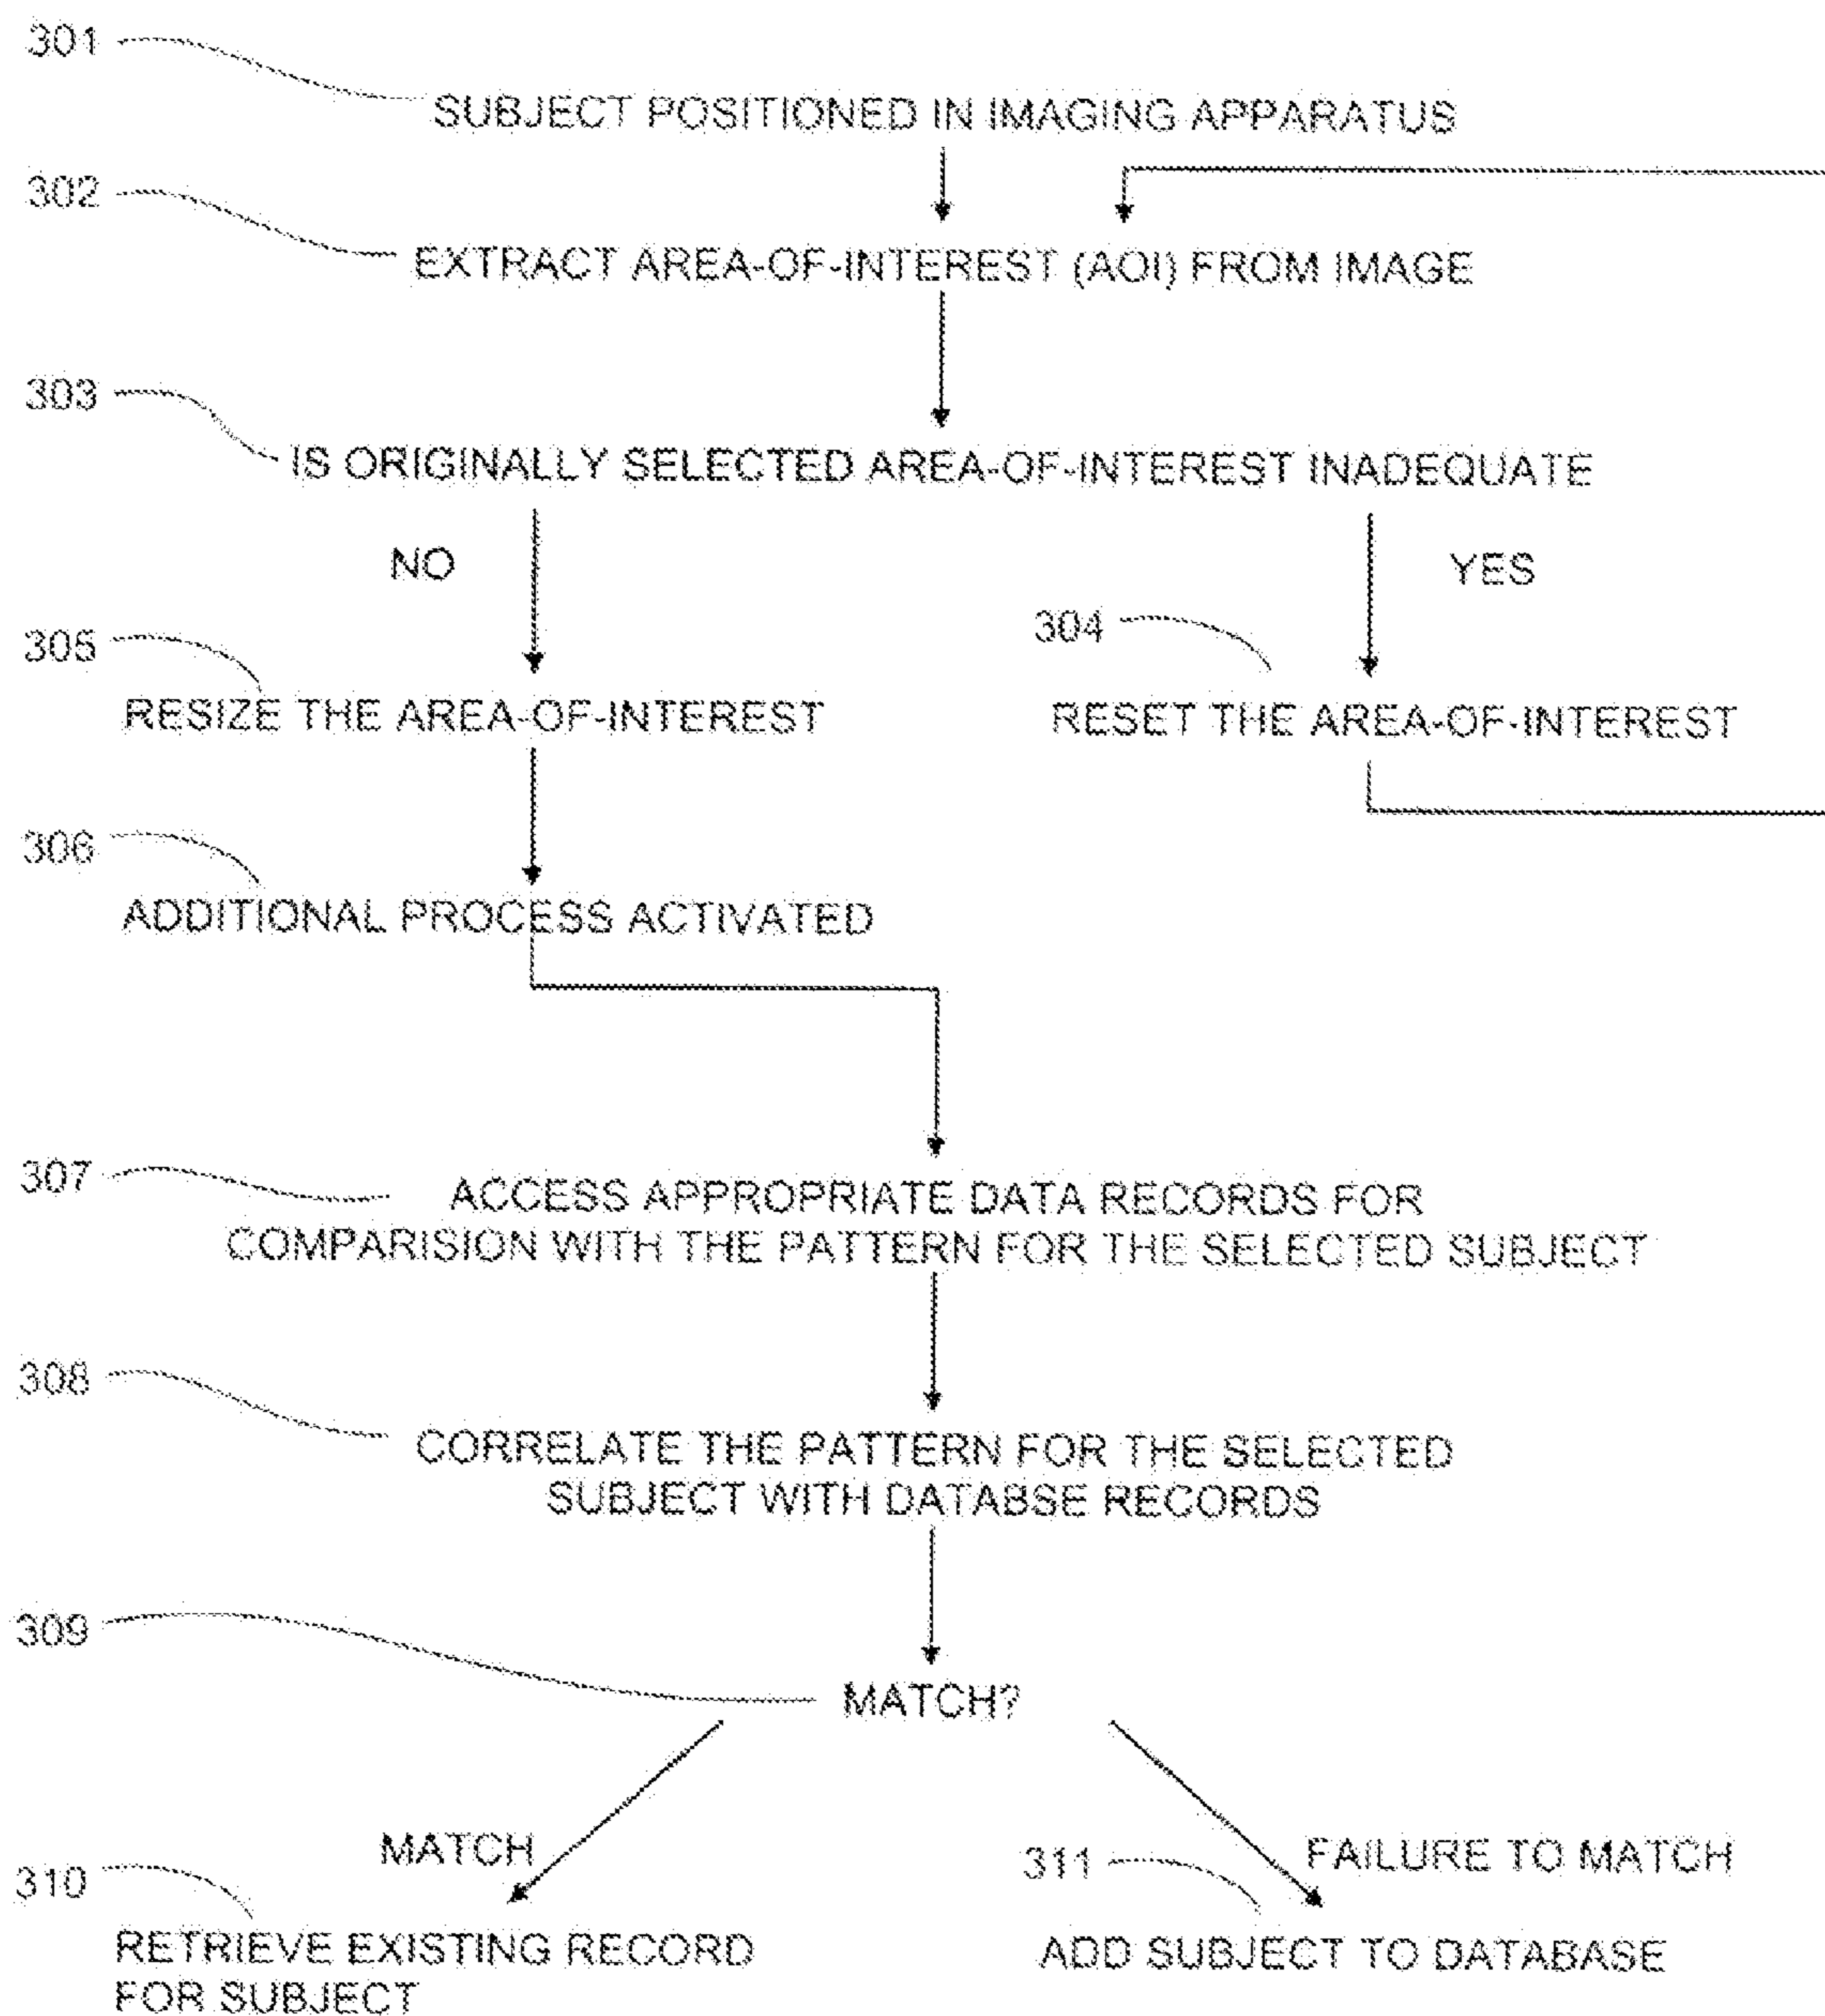 301
SUBJECT POSITIONED IN IMAGING APPARATUS
302
EXTRACT AREA-OF-INTEREST (AOI) FROM IMAGE
303
IS ORIGINALLY SELECTED AREA-OF-INTEREST INADEQUATE
NO
YES
305
304
RESIZE THE AREA-OF-INTEREST
RESET THE AREA-OF-INTEREST
306
ADDITIONAL PROCESS ACTIVATED
307
ACCESS APPROPRIATE DATA RECORDS FOR
COMPARISION WITH THE PATTERN FOR THE SELECTED SUBJECT
308
CORRELATE THE PATTERN FOR THE SELECTED
SUBJECT WITH DATABSE RECORDS
309
MATCH?
MATCH
FAILURE TO MATCH
310
311
RETRIEVE EXISTING RECORD
FOR SUBJECT
ADD SUBJECT TO DATABASE